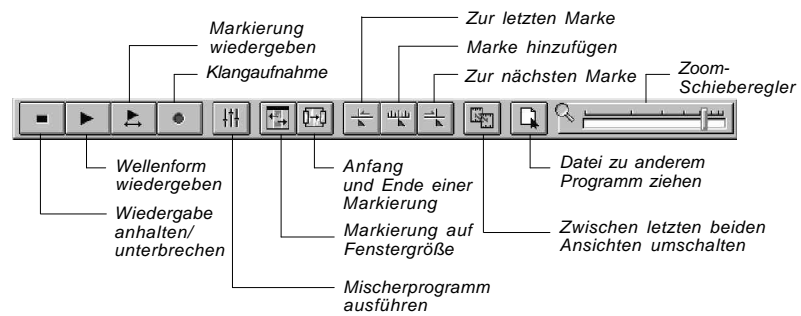 Zur letzten Marke
Markierung
wiedergeben
Marke hinzufügen
Klangaufnahme
Zur nächsten Marke
Zoom-
Schieberegler
Wellenform
wiedergeben
Anfang
und Ende einer
Markierung
Datei zu anderem
Programm ziehen
Wiedergabe
anhalten/
unterbrechen
Markierung auf
Fenstergröße
Zwischen letzten beiden
Ansichten umschalten
Mischerprogramm
ausführen